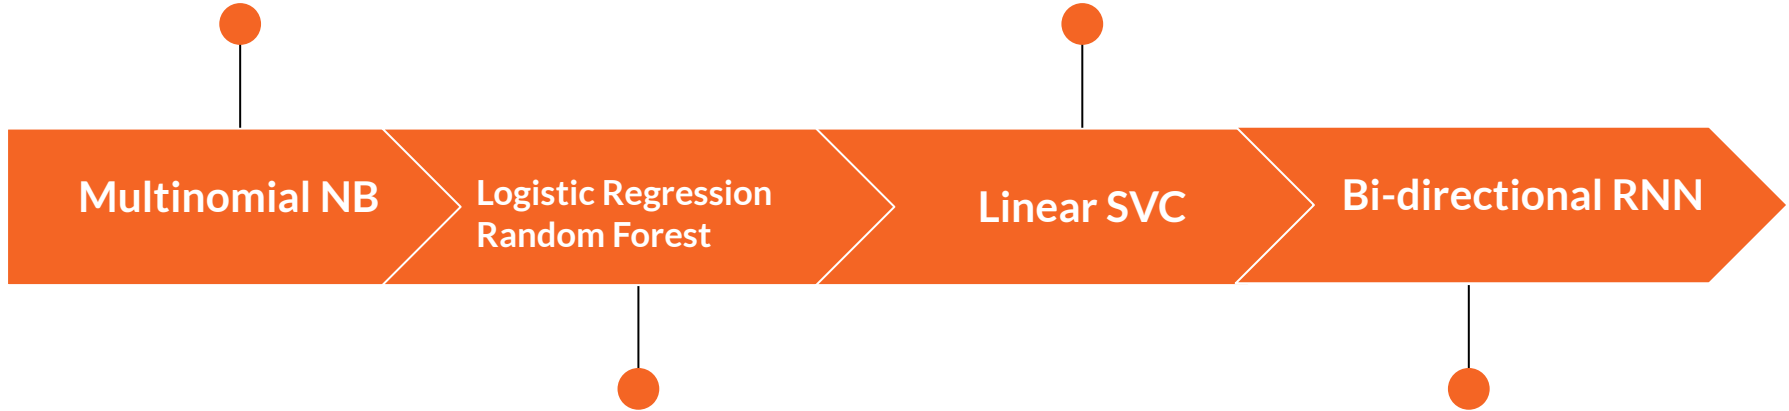 Multinomial NB
Logistic Regression
Random Forest
Linear SVC
Bi-directional RNN